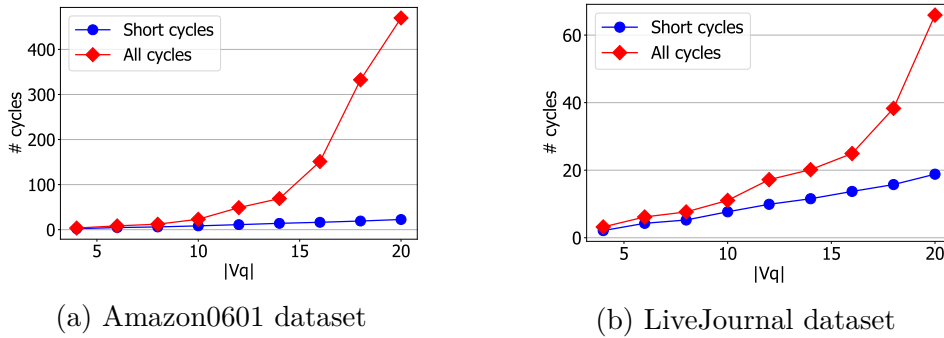 Short cycles
All cycles
400
300
200
100
0
# cycles
5
10
15
20
|Vq|
(a) Amazon0601 dataset
Short cycles
All cycles
60
40
20
0
# cycles
5
10
15
20
|Vq|
(b) LiveJournal dataset